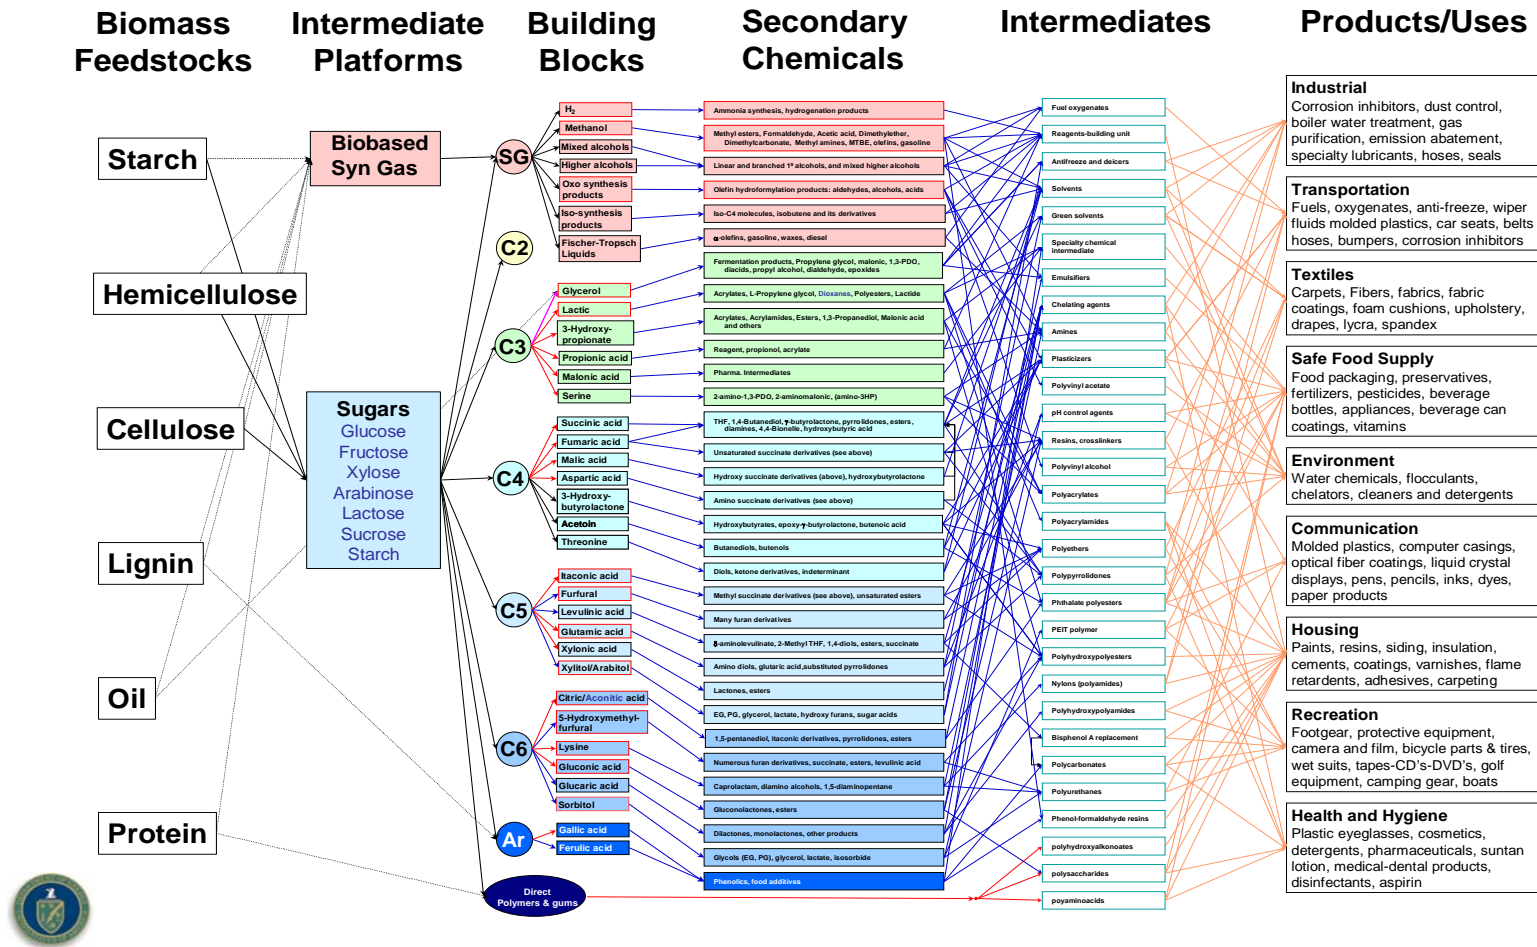 Biomass
Feedstocks
Intermediate
Platforms
Building
Blocks
Secondary
Chemicals
Intermediates
Products/Uses
Starch
Hemicellulose
Cellulose
Lignin
Oil
Protein
Biobased
Syn Gas
Sugars
Glucose
Fructose
Xylose
Arabinose
Lactose
Sucrose
Starch
SG
C2
C3
C4
C5
C6
Ar
Direct
Polymers & gums
H2
Methanol
Mixed alcohols
Higher alcohols
Oxo synthesis
products
Iso-synthesis
products
Fischer-Tropsch
Liquids
Glycerol
Lactic
3-Hydroxy-
propionate
Propionic acid
Malonic acid
Serine
Succinic acid
Fumaric acid
Malic acid
Aspartic acid
3-Hydroxy-
butyrolactone
Acetoin
Threonine
Itaconic acid
Furfural
Levulinic acid
Glutamic acid
Xylonic acid
Xylitol/Arabitol
Citric/Aconitic acid
5-Hydroxymethyl-
furfural
Lysine
Gluconic acid
Glucaric acid
Sorbitol
Gallic acid
Ferulic acid
Ammonia synthesis, hydrogenation products
Methyl esters, Formaldehyde, Acetic acid, Dimethylether,
Dimethylcarbonate, Methyl amines, MTBE, olefins, gasoline
Linear and branched 1º alcohols, and mixed higher alcohols
Olefin hydroformylation products: aldehydes, alcohols, acids
Iso-C4 molecules, isobutene and its derivatives
α-olefins, gasoline, waxes, diesel
Fermentation products, Propylene glycol, malonic, 1,3-PDO,
diacids, propyl alcohol, dialdehyde, epoxides
Acrylates, L-Propylene glycol, Dioxanes, Polyesters, Lactide
Acrylates, Acrylamides, Esters, 1,3-Propanediol, Malonic acid
and others
Reagent, propionol, acrylate
Pharma. Intermediates
2-amino-1,3-PDO, 2-aminomalonic, (amino-3HP)
THF, 1,4-Butanediol, γ-butyrolactone, pyrrolidones, esters,
diamines, 4,4-Bionelle, hydroxybutyric acid
Unsaturated succinate derivatives (see above)
Hydroxy succinate derivatives (above), hydroxybutyrolactone
Amino succinate derivatives (see above)
Hydroxybutyrates, epoxy-γ-butyrolactone, butenoic acid
Butanediols, butenols
Diols, ketone derivatives, indeterminant
Methyl succinate derivatives (see above), unsaturated esters
Many furan derivatives
δ-aminolevulinate, 2-Methyl THF, 1,4-diols, esters, succinate
Amino diols, glutaric acid,substituted pyrrolidones
Lactones, esters
EG, PG, glycerol, lactate, hydroxy furans, sugar acids
1,5-pentanediol, itaconic derivatives, pyrrolidones, esters
Numerous furan derivatives, succinate, esters, levulinic acid
Caprolactam, diamino alcohols, 1,5-diaminopentane
Gluconolactones, esters
Dilactones, monolactones, other products
Glycols (EG, PG), glycerol, lactate, isosorbide
Phenolics, food additives
Fuel oxygenates
Reagents-building unit
Antifreeze and deicers
Solvents
Green solvents
Specialty chemical
intermediate
Emulsifiers
Chelating agents
Amines
Plasticizers
Polyvinyl acetate
pH control agents
Resins, crosslinkers
Polyvinyl alcohol
Polyacrylates
Polyacrylamides
Polyethers
Polypyrrolidones
Phthalate polyesters
PEIT polymer
Polyhydroxypolyesters
Nylons (polyamides)
Polyhydroxypolyamides
Bisphenol A replacement
Polycarbonates
Polyurethanes
Phenol-formaldehyde resins
polyhydroxyalkonoates
polysaccharides
poyaminoacids
Industrial
Corrosion inhibitors, dust control,
boiler water treatment, gas
purification, emission abatement,
specialty lubricants, hoses, seals
Transportation
Fuels, oxygenates, anti-freeze, wiper
fluids molded plastics, car seats, belts
hoses, bumpers, corrosion inhibitors
Textiles
Carpets, Fibers, fabrics, fabric
coatings, foam cushions, upholstery,
drapes, lycra, spandex
Safe Food Supply
Food packaging, preservatives,
fertilizers, pesticides, beverage
bottles, appliances, beverage can
coatings, vitamins
Environment
Water chemicals, flocculants,
chelators, cleaners and detergents
Communication
Molded plastics, computer casings,
optical fiber coatings, liquid crystal
displays, pens, pencils, inks, dyes,
paper products
Housing
Paints, resins, siding, insulation,
cements, coatings, varnishes, flame
retardents, adhesives, carpeting
Recreation
Footgear, protective equipment,
camera and film, bicycle parts & tires,
wet suits, tapes-CD's-DVD's, golf
equipment, camping gear, boats
Health and Hygiene
Plastic eyeglasses, cosmetics,
detergents, pharmaceuticals, suntan
lotion, medical-dental products,
disinfectants, aspirin